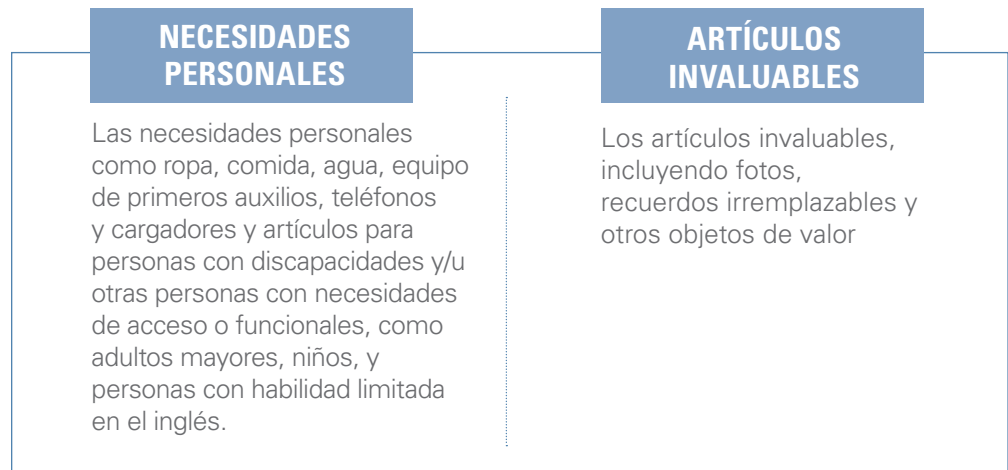 NECESIDADES
PERSONALES
Las necesidades personales
como ropa, comida, agua, equipo
de primeros auxilios, teléfonos
y cargadores y artículos para
personas con discapacidades y/u
otras personas con necesidades
de acceso o funcionales, como
adultos mayores, niños, y
personas con habilidad limitada
en el inglés.
ARTÍCULOS
INVALUABLES
Los artículos invaluables,
incluyendo fotos,
recuerdos irremplazables y
otros objetos de valor